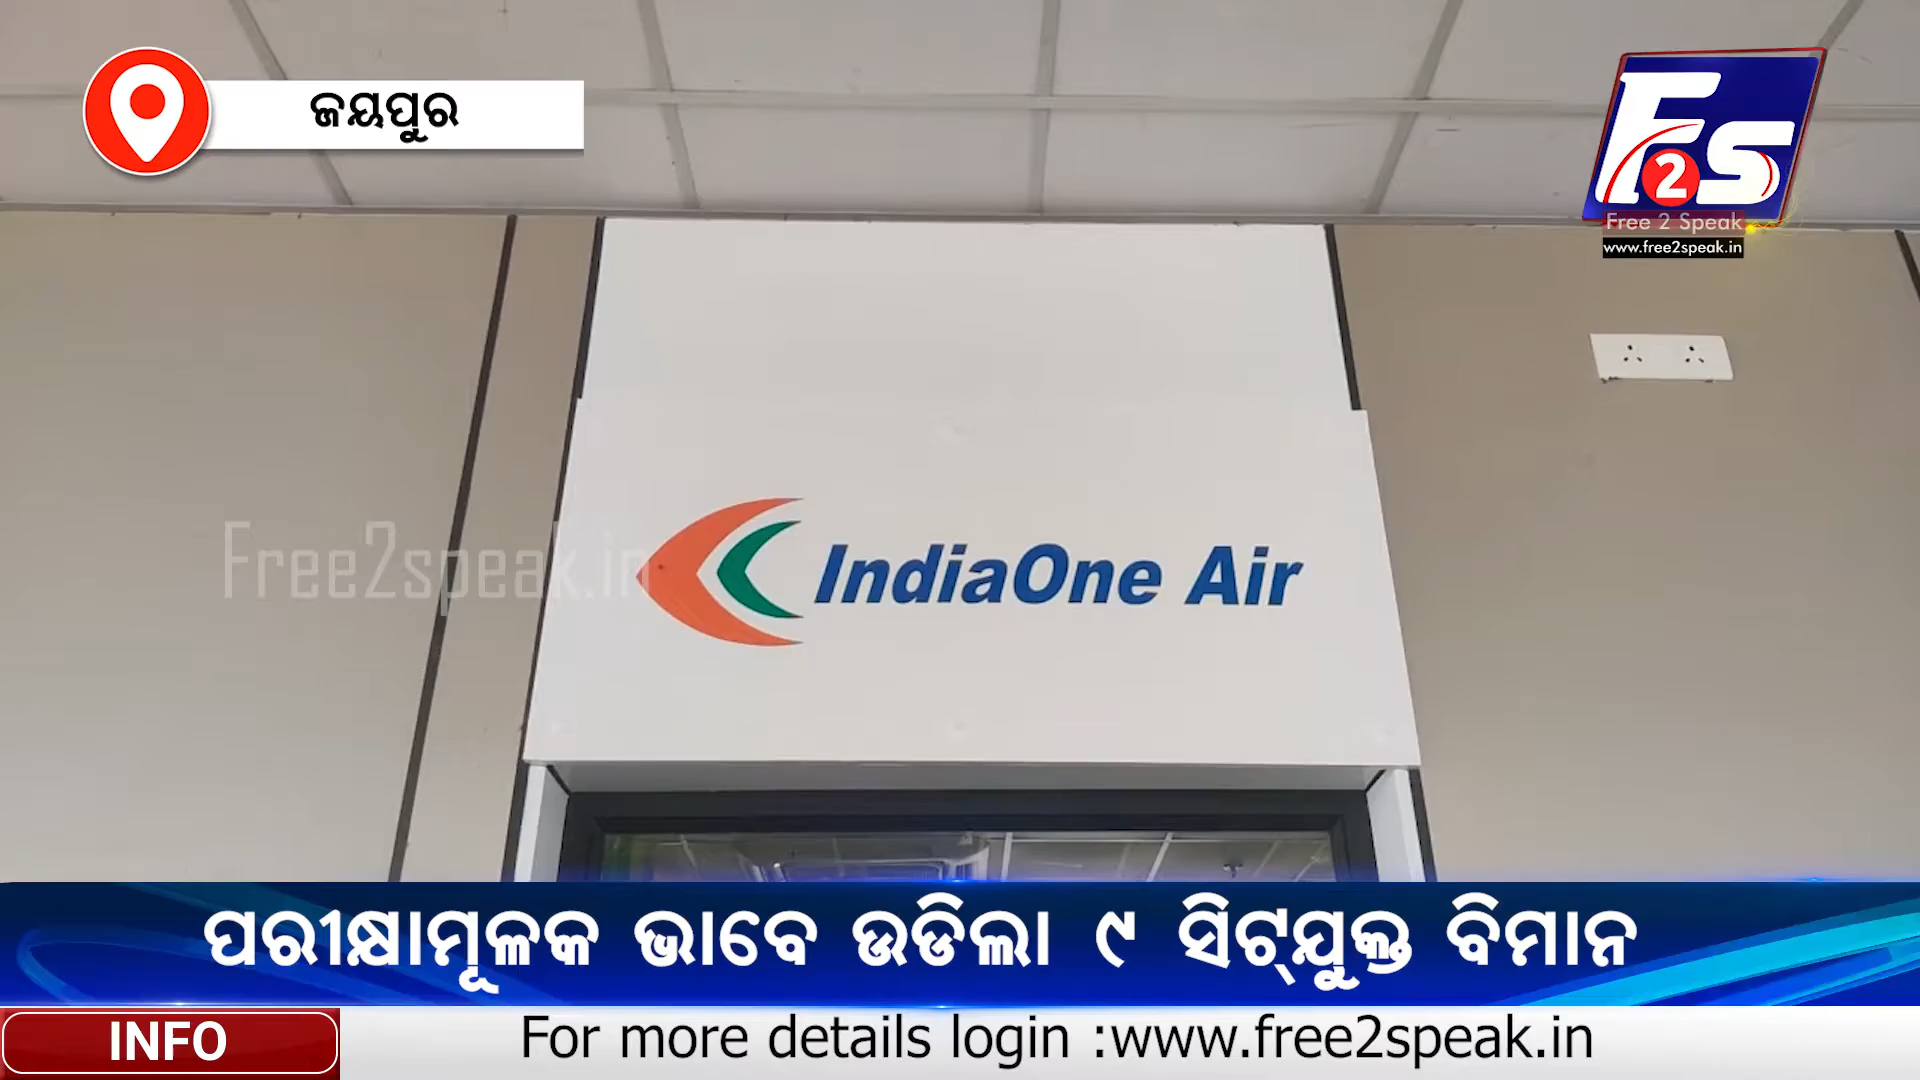 ଜୟପୁର
F2S
Free 2 Speak
www.free2speak.in
Free2speak.in
IndiaOne Air
ପରୀକ୍ଷାମୂଳକ ଭାବେ ଉଡିଲା ୯ ସିଟ୍‌ଯୁକ୍ତ ବିମାନ
INFO
For more details login :www.free2speak.in